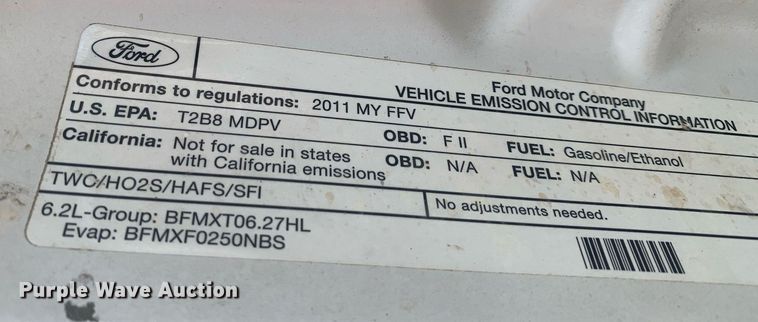 Ford
Ford Motor Company
VEHICLE EMISSION CONTROL INFORMATION
Conforms to regulations: 2011 MY FFV
U.S. EPA: T2B8 MDPV OBD: F II FUEL: Gasoline/Ethanol
California: Not for sale in states with California emissions OBD: N/A FUEL: N/A
TWC/HO2S/HAFS/SFI
No adjustments needed.
6.2L-Group: BFMXT06.27HL
Evap: BFMXF0250NBS
Purple Wave Auction